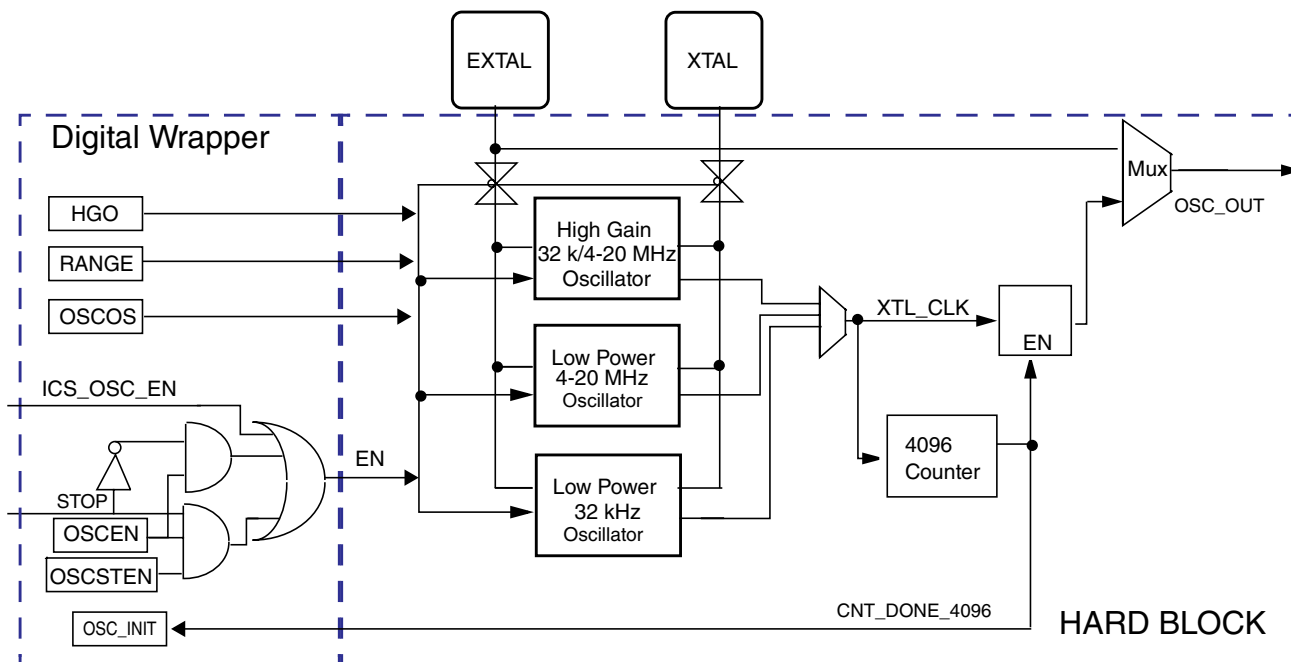 EXTAL
XTAL
Digital Wrapper
Mux
OSC_OUT
HGO
RANGE
OSCOS
High Gain
32 k/4-20 MHz
Oscillator
XTL_CLK
EN
Low Power
4-20 MHz
Oscillator
ICS_OSC_EN
4096
Counter
EN
STOP
OSCEN
OSCSTEN
Low Power
32 kHz
Oscillator
OSC_INIT
CNT_DONE_4096
HARD BLOCK